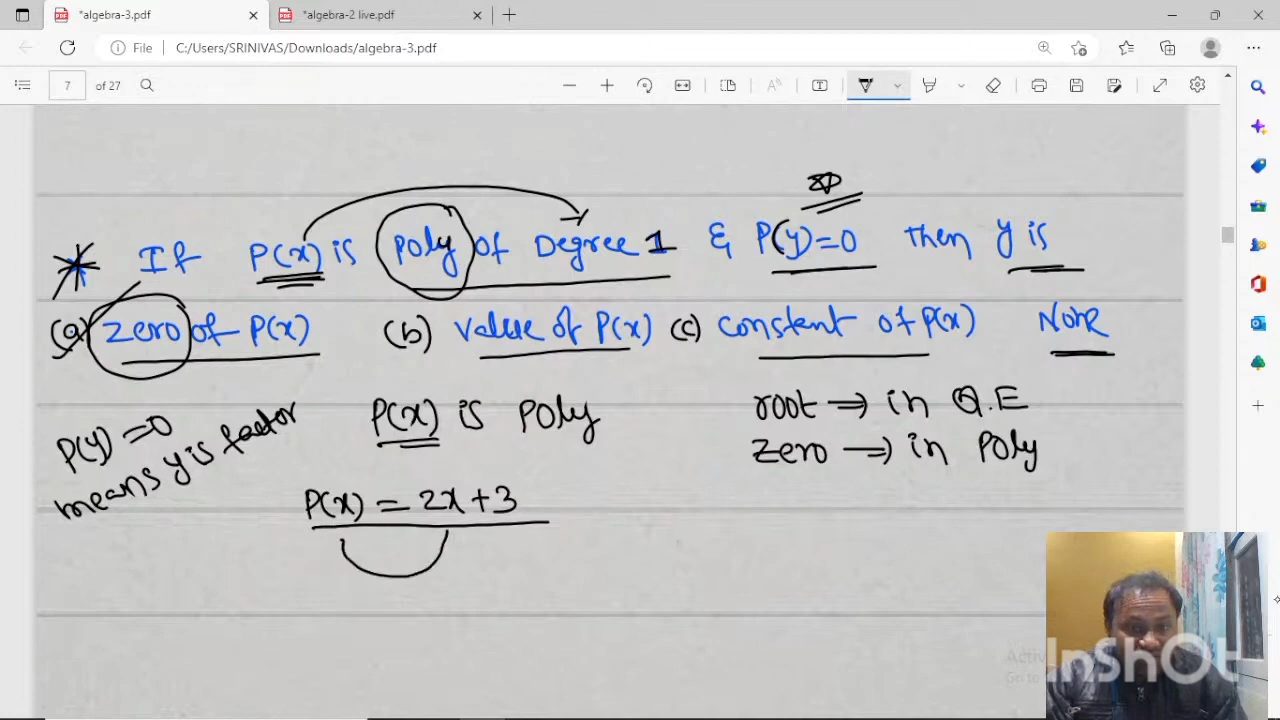 *algebra-3.pdf
*algebra-2 live.pdf
File C:/Users/SRINIVAS/Downloads/algebra-3.pdf
7 of 27
If P(x) is Poly of Degree 1 & P(y)=0 then y is
(a) zero of P(x) (b) value of P(x) (c) constant of P(x) None
P(y)=0
means y is factor
P(x) is Poly
root → in Q.E
zero → in Poly
P(x) = 2x+3
InShOt